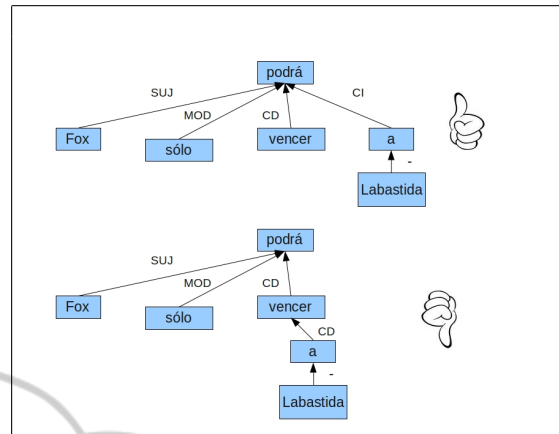 podrá
SUJ
CI
MOD
CD
Fox
sólo
vencer
a
-
Labastida
podrá
SUJ
MOD
CD
Fox
sólo
vencer
CD
a
-
Labastida